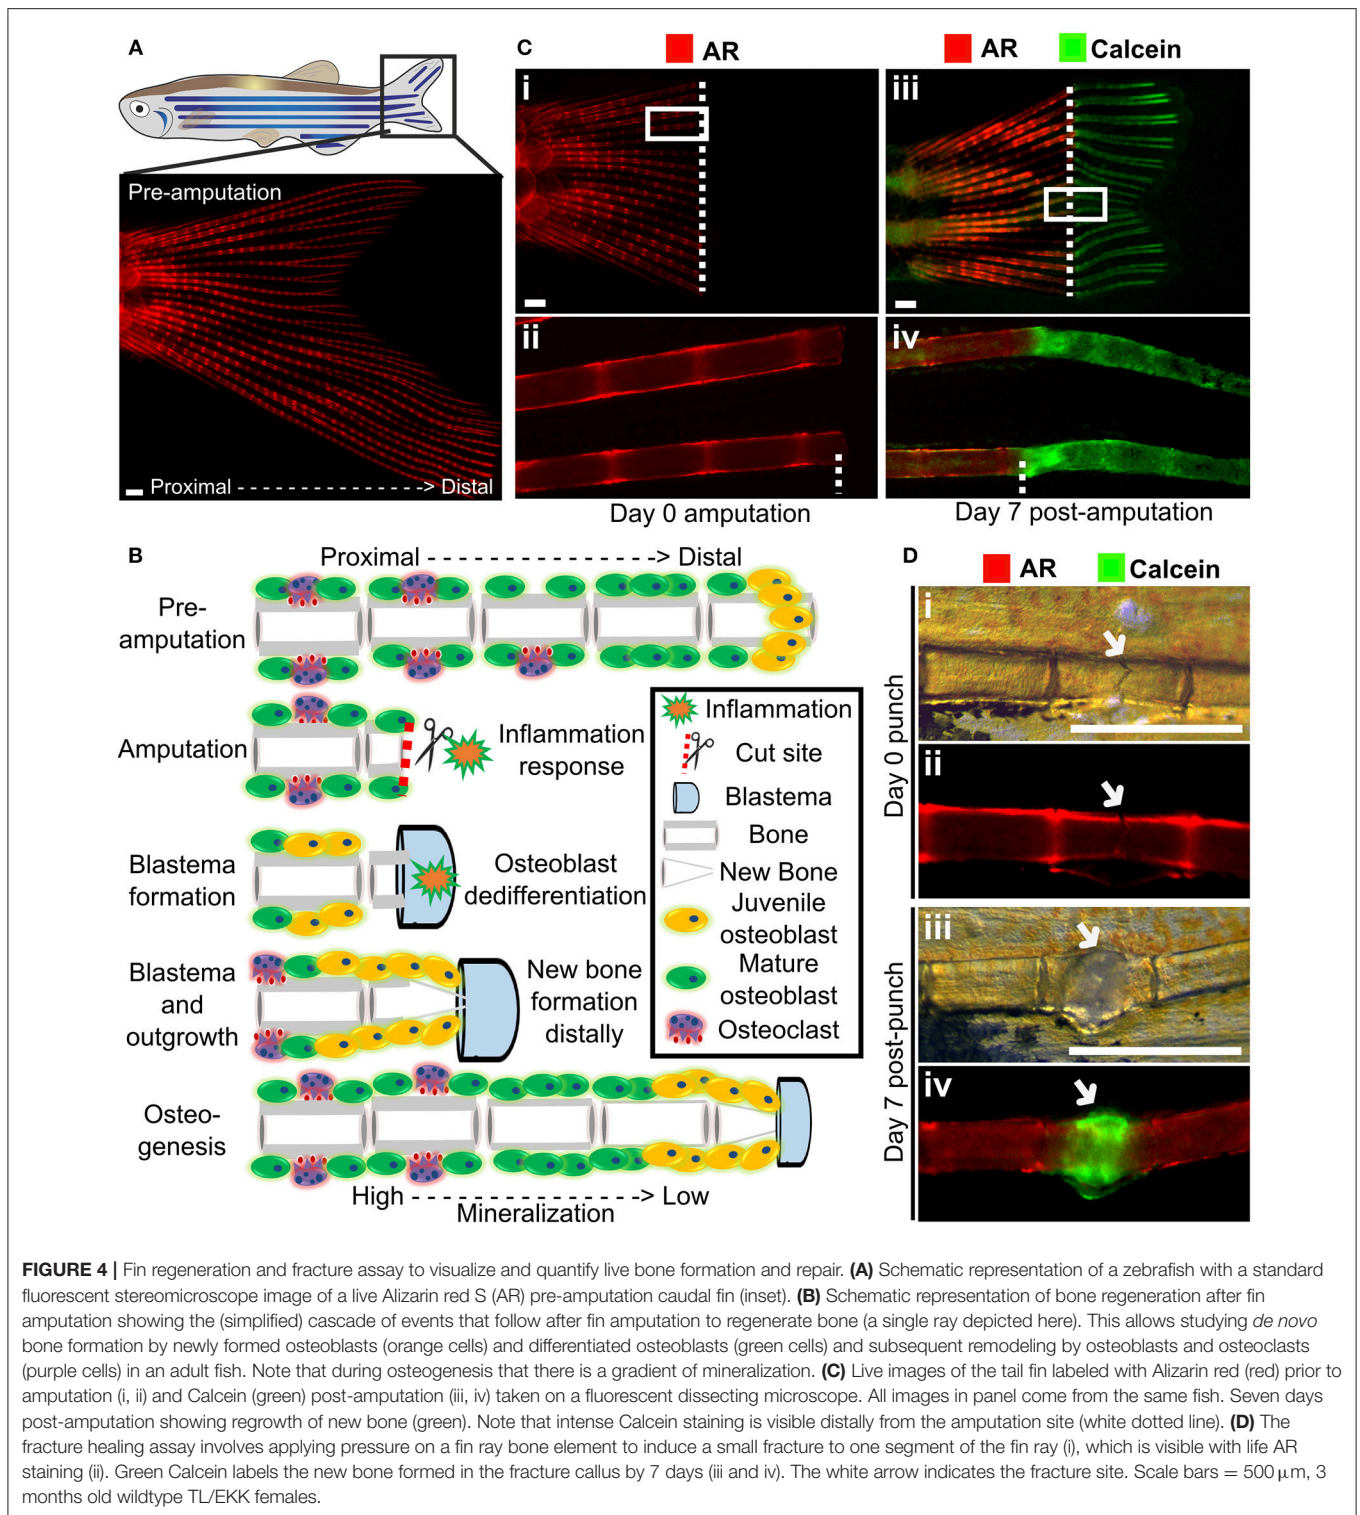 A
Pre-amputation
Proximal - - - - - - - - - - - - - - -> Distal
C
AR
AR
Calcein
i
iii
ii
iv
Day 0 amputation
Day 7 post-amputation
B
Proximal - - - - - - - - - - - - - - -> Distal
Pre-
amputation
Amputation
Inflammation
response
Blastema
formation
Osteoblast
dedifferentiation
Blastema
and
outgrowth
New bone
formation
distally
Osteo-
genesis
High - - - - - - - - - - - - - - -> Low
Mineralization
Inflammation
Cut site
Blastema
Bone
New Bone
Juvenile
osteoblast
Mature
osteoblast
Osteoclast
D
AR
Calcein
Day 0 punch
i
ii
Day 7 post-punch
iii
iv
FIGURE 4 | Fin regeneration and fracture assay to visualize and quantify live bone formation and repair. (A) Schematic representation of a zebrafish with a standard
fluorescent stereomicroscope image of a live Alizarin red S (AR) pre-amputation caudal fin (inset). (B) Schematic representation of bone regeneration after fin
amputation showing the (simplified) cascade of events that follow after fin amputation to regenerate bone (a single ray depicted here). This allows studying de novo
bone formation by newly formed osteoblasts (orange cells) and differentiated osteoblasts (green cells) and subsequent remodeling by osteoblasts and osteoclasts
(purple cells) in an adult fish. Note that during osteogenesis that there is a gradient of mineralization. (C) Live images of the tail fin labeled with Alizarin red (red) prior to
amputation (i, ii) and Calcein (green) post-amputation (iii, iv) taken on a fluorescent dissecting microscope. All images in panel come from the same fish. Seven days
post-amputation showing regrowth of new bone (green). Note that intense Calcein staining is visible distally from the amputation site (white dotted line). (D) The
fracture healing assay involves applying pressure on a fin ray bone element to induce a small fracture to one segment of the fin ray (i), which is visible with life AR
staining (ii). Green Calcein labels the new bone formed in the fracture callus by 7 days (iii and iv). The white arrow indicates the fracture site. Scale bars = 500 μm, 3
months old wildtype TL/EKK females.